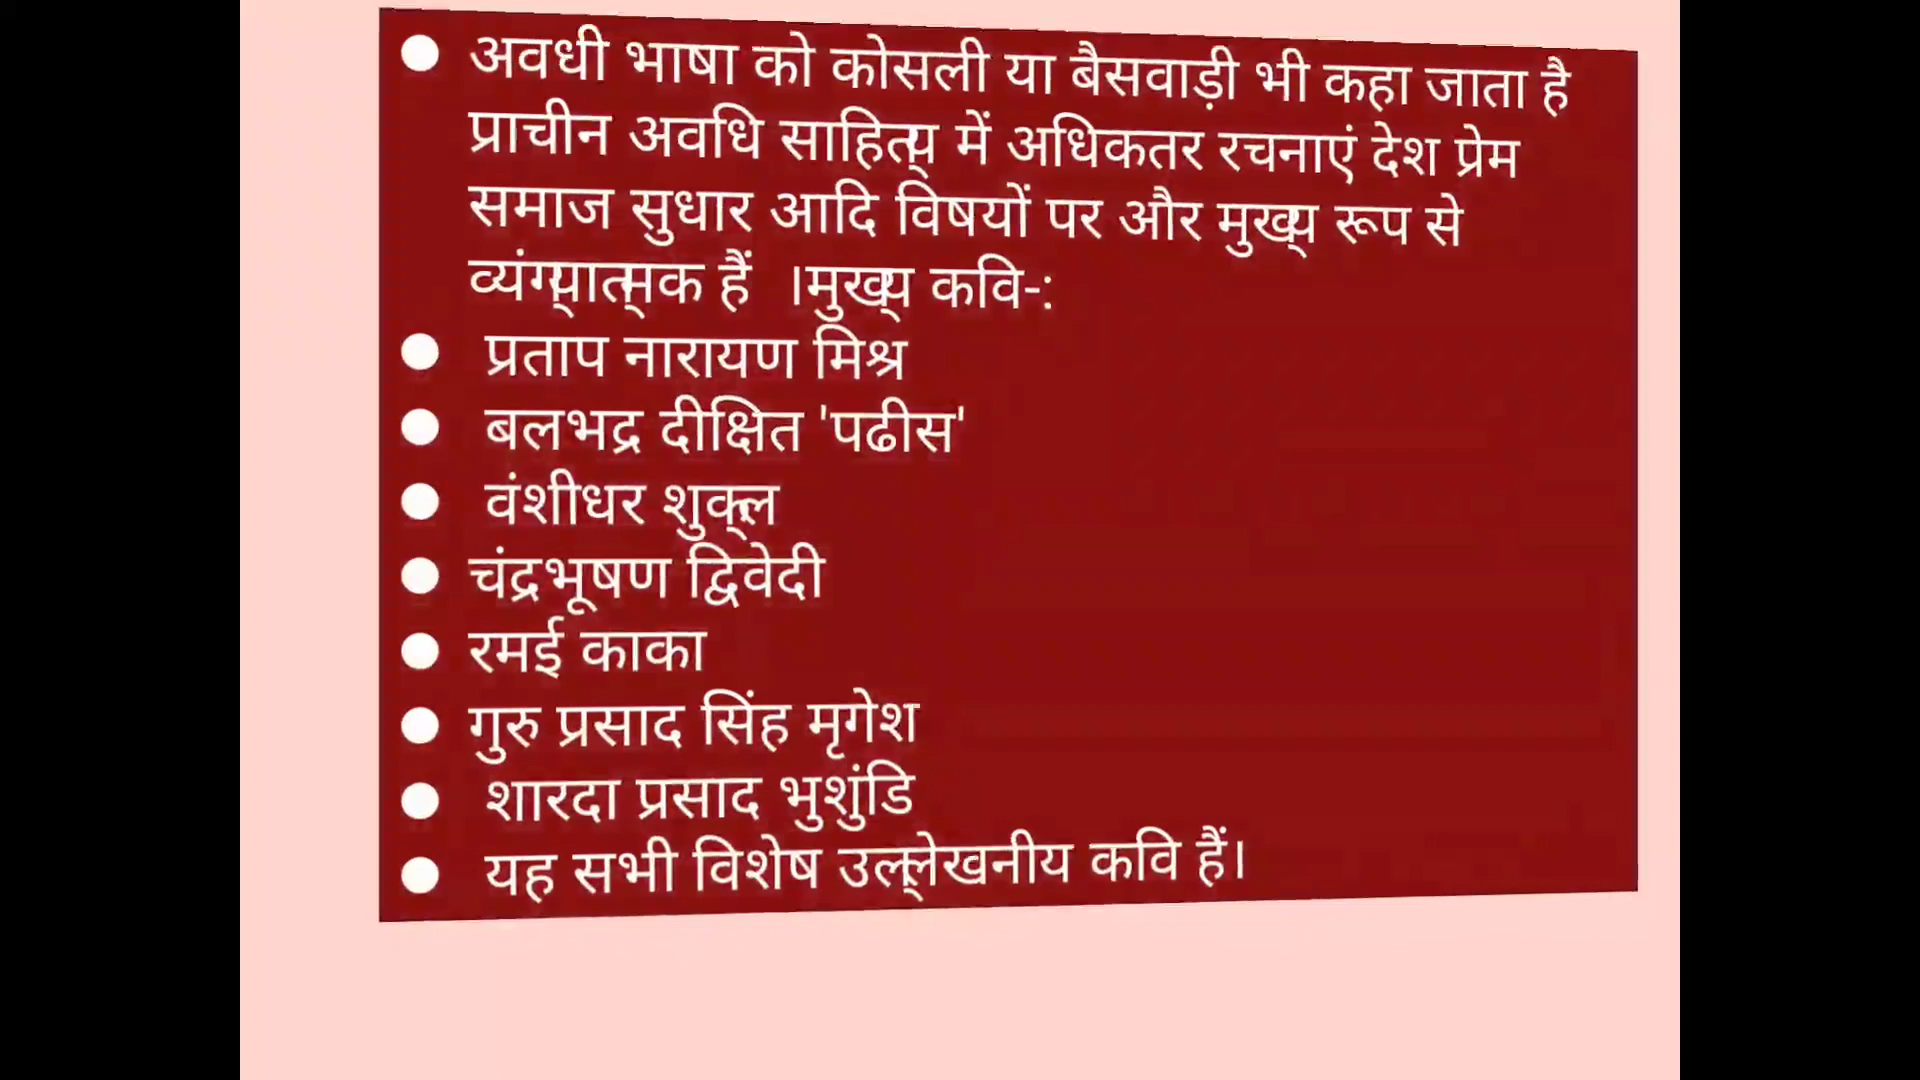 ● अवधी भाषा को कोसली या बैसवाड़ी भी कहा जाता है
प्राचीन अवधि साहित्य में अधिकतर रचनाएं देश प्रेम
समाज सुधार आदि विषयों पर और मुख्य रूप से
व्यंग्यात्मक हैं ।मुख्य कवि-:
● प्रताप नारायण मिश्र
● बलभद्र दीक्षित 'पढीस'
● वंशीधर शुक्ल
● चंद्रभूषण द्विवेदी
● रमई काका
● गुरु प्रसाद सिंह मृगेश
● शारदा प्रसाद भुशुंडि
● यह सभी विशेष उल्लेखनीय कवि हैं।